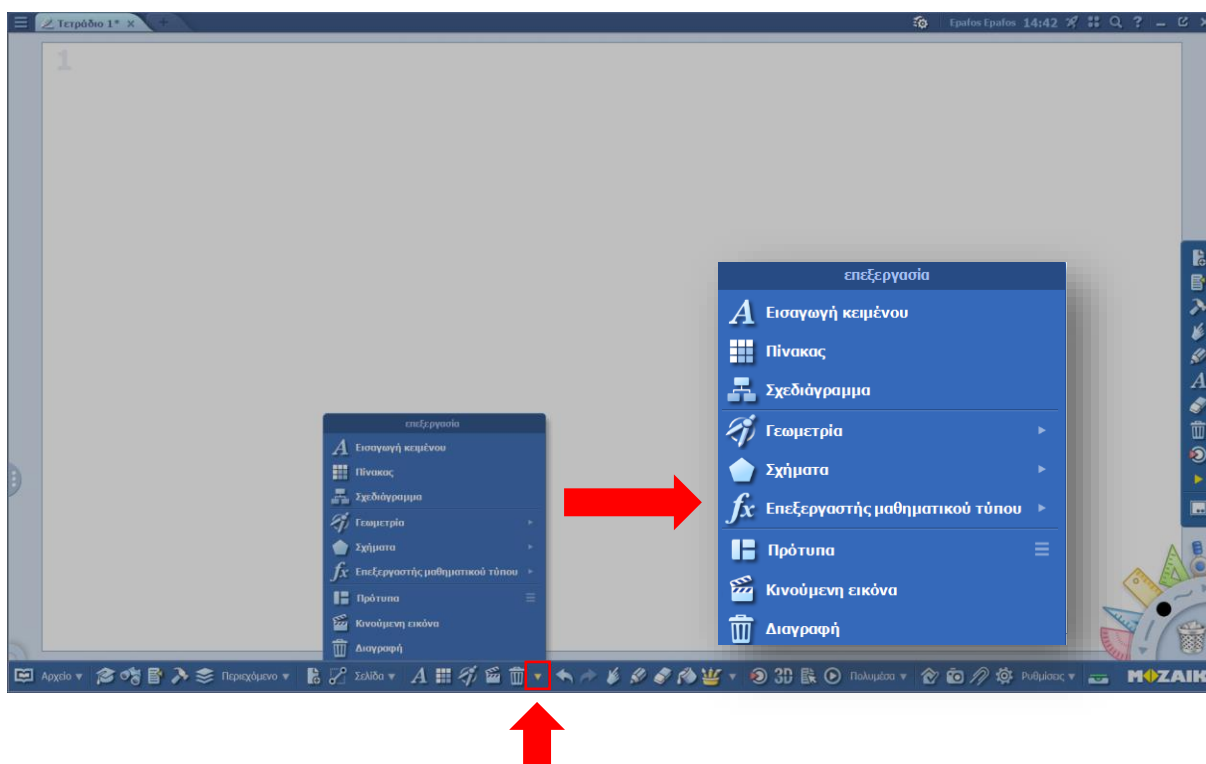 Τετράδιο 1* x +
Epafos Epafos 14:42 ?
1
επεξεργασία
A Εισαγωγή κειμένου
Πίνακας
Σχεδιάγραμμα
Γεωμετρία
Σχήματα
fx Επεξεργαστής μαθηματικού τύπου
Πρότυπα
Κινούμενη εικόνα
Διαγραφή
επεξεργασία
A Εισαγωγή κειμένου
Πίνακας
Σχεδιάγραμμα
Γεωμετρία
Σχήματα
fx Επεξεργαστής μαθηματικού τύπου
Πρότυπα
Κινούμενη εικόνα
Διαγραφή
A
Αρχείο Περιεχόμενο Σελίδα A 3D Πολυμέσα Ρυθμίσεις MOZAIK